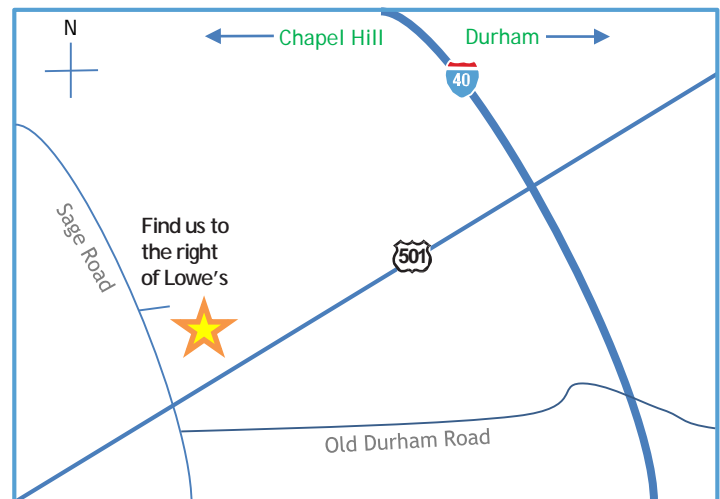 N
Chapel Hill
Durham
40
Sage Road
Find us to
the right
of Lowe's
501
Old Durham Road